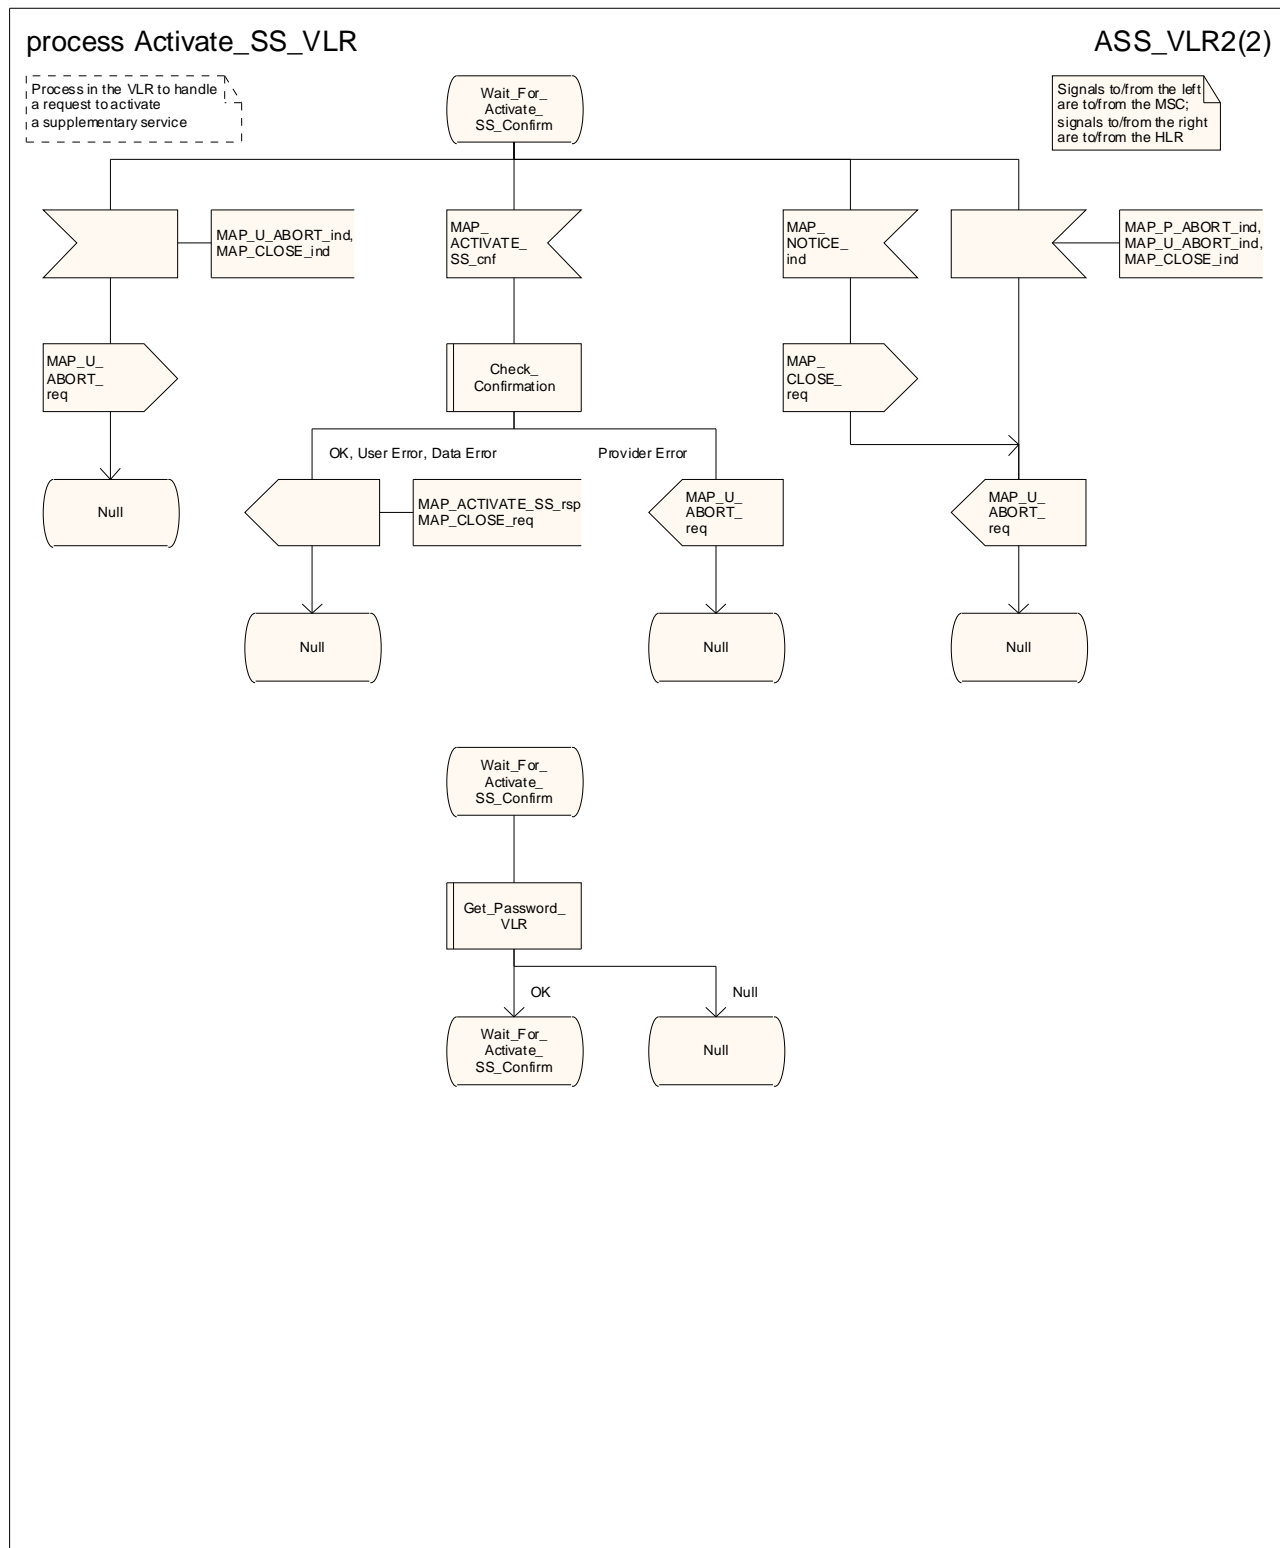 process Activate_SS_VLR
ASS_VLR2(2)
Process in the VLR to handle
a request to activate
a supplementary service
Wait_For_
Activate_
SS_Confirm
Signals to/from the left
are to/from the MSC;
signals to/from the right
are to/from the HLR
MAP_U_ABORT_ind,
MAP_CLOSE_ind
MAP_
ACTIVATE_
SS_cnf
MAP_
NOTICE_
ind
MAP_P_ABORT_ind,
MAP_U_ABORT_ind,
MAP_CLOSE_ind
MAP_U_
ABORT_
req
Check_
Confirmation
MAP_
CLOSE_
req
OK, User Error, Data Error
Provider Error
Null
MAP_ACTIVATE_SS_rsp
MAP_CLOSE_req
MAP_U_
ABORT_
req
MAP_U_
ABORT_
req
Null
Null
Null
Wait_For_
Activate_
SS_Confirm
Get_Password_
VLR
OK
Null
Wait_For_
Activate_
SS_Confirm
Null